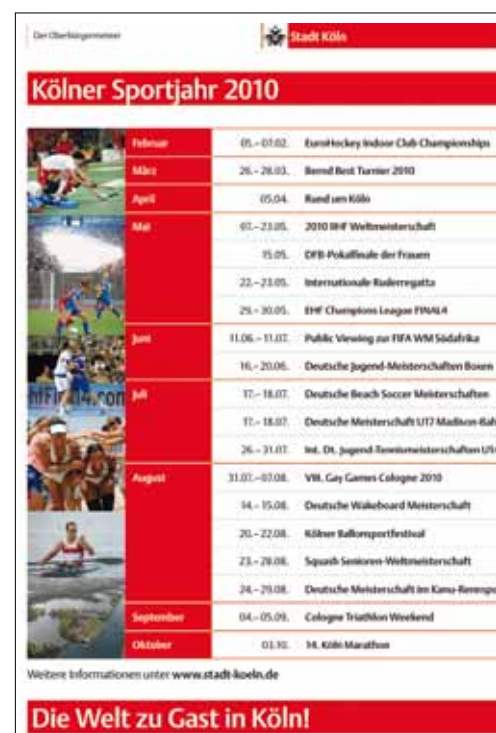 Der Oberbürgermeister
Stadt Köln
Kölner Sportjahr 2010
Februar 05.–07.02. EuroHockey Indoor Club Championships
März 26.–28.03. Bernd Best Turnier 2010
April 05.04. Rund um Köln
Mai 07.–23.05. 2010 IIHF Weltmeisterschaft
15.05. DFB-Pokalfinale der Frauen
22.–23.05. Internationale Ruderregatta
29.–30.05. EHF Champions League FINAL4
Juni 11.06.–11.07. Public Viewing zur FIFA WM Südafrika
16.–20.06. Deutsche Jugend-Meisterschaften Boxen
Juli 17.–18.07. Deutsche Beach Soccer Meisterschaften
17.–18.07. Deutsche Meisterschaft U17 Madison-Bah
26.–31.07. Int. Dt. Jugend-Tennismeisterschaften
August 31.07.–07.08. VIII. Gay Games Cologne 2010
14.–15.08. Deutsche Wakeboard Meisterschaft
20.–22.08. Kölner Ballonsportfestival
23.–28.08. Squash Senioren-Weltmeisterschaft
24.–29.08. Deutsche Meisterschaft im Kanu-Rennspo
September 04.–05.09. Cologne Triathlon Weekend
Oktober 03.10. 14. Köln Marathon
Weitere Informationen unter www.stadt-koeln.de
Die Welt zu Gast in Köln!